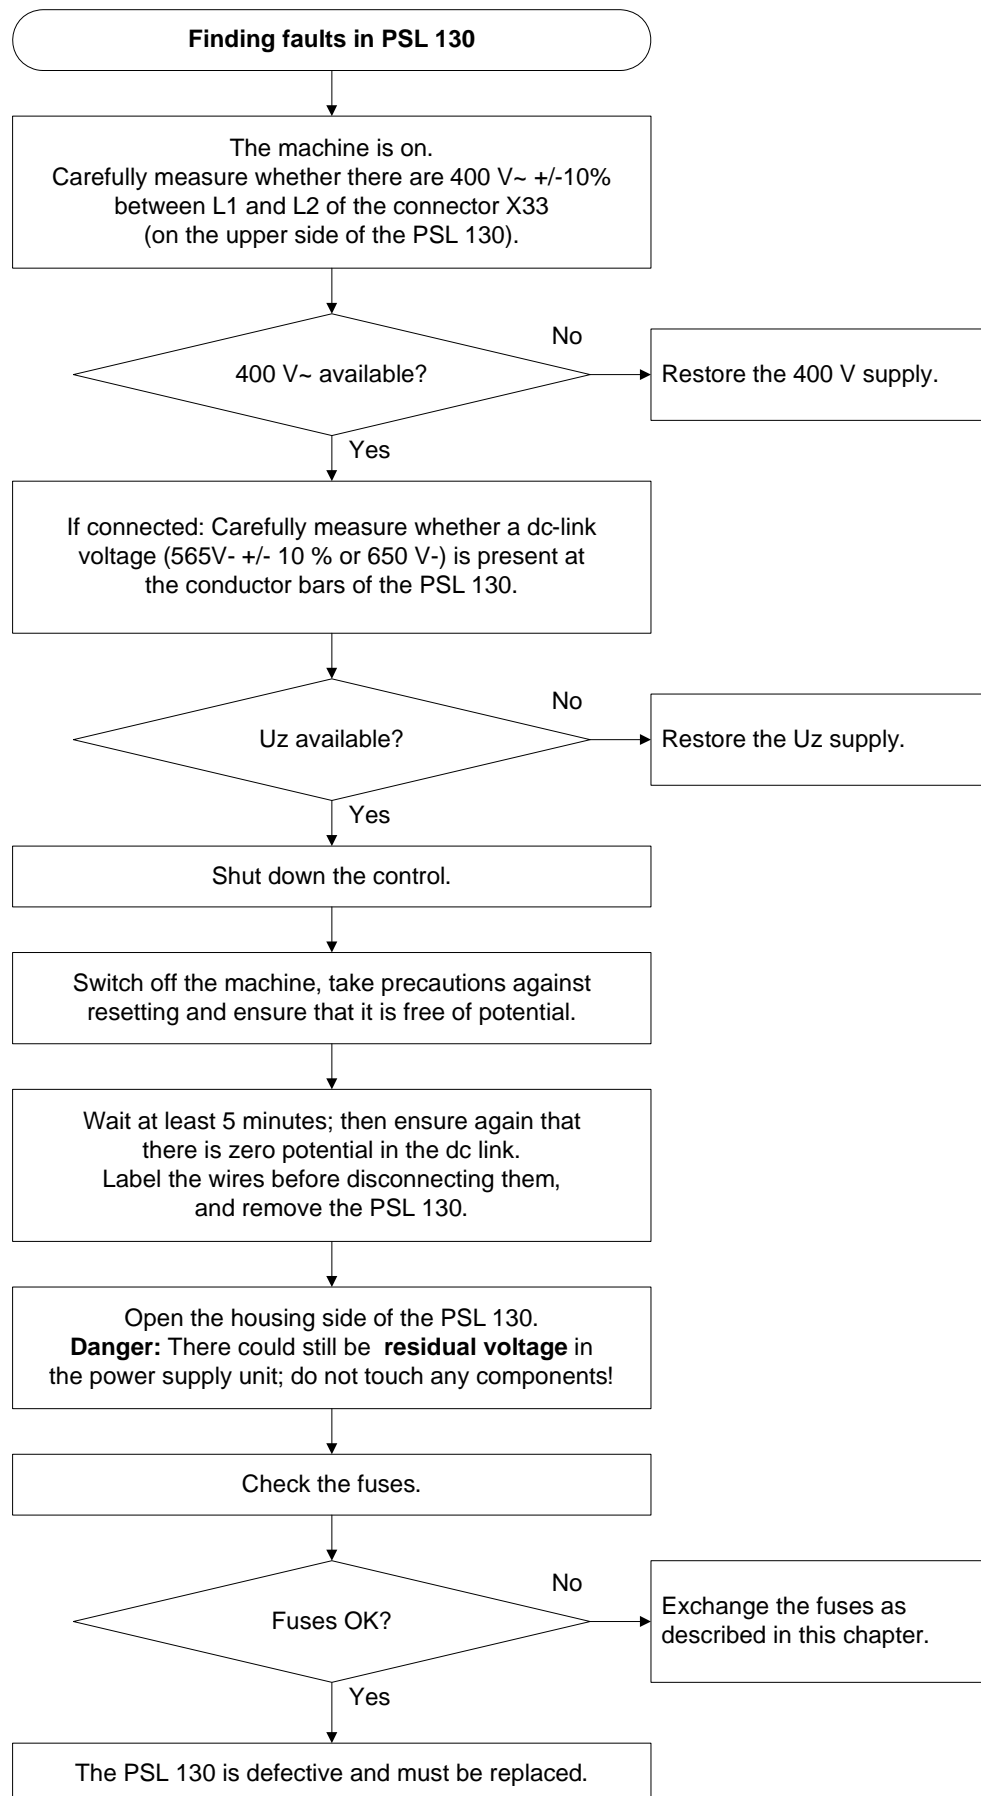 Finding faults in PSL 130
The machine is on.
Carefully measure whether there are 400 V~ +/-10%
between L1 and L2 of the connector X33
(on the upper side of the PSL 130).
No
400 V~ available?
Restore the 400 V supply.
Yes
If connected: Carefully measure whether a dc-link
voltage (565V- +/- 10 % or 650 V-) is present at
the conductor bars of the PSL 130.
No
Uz available?
Restore the Uz supply.
Yes
Shut down the control.
Switch off the machine, take precautions against
resetting and ensure that it is free of potential.
Wait at least 5 minutes; then ensure again that
there is zero potential in the dc link.
Label the wires before disconnecting them,
and remove the PSL 130.
Open the housing side of the PSL 130.
Danger: There could still be residual voltage in
the power supply unit; do not touch any components!
Check the fuses.
No
Fuses OK?
Exchange the fuses as
described in this chapter.
Yes
The PSL 130 is defective and must be replaced.